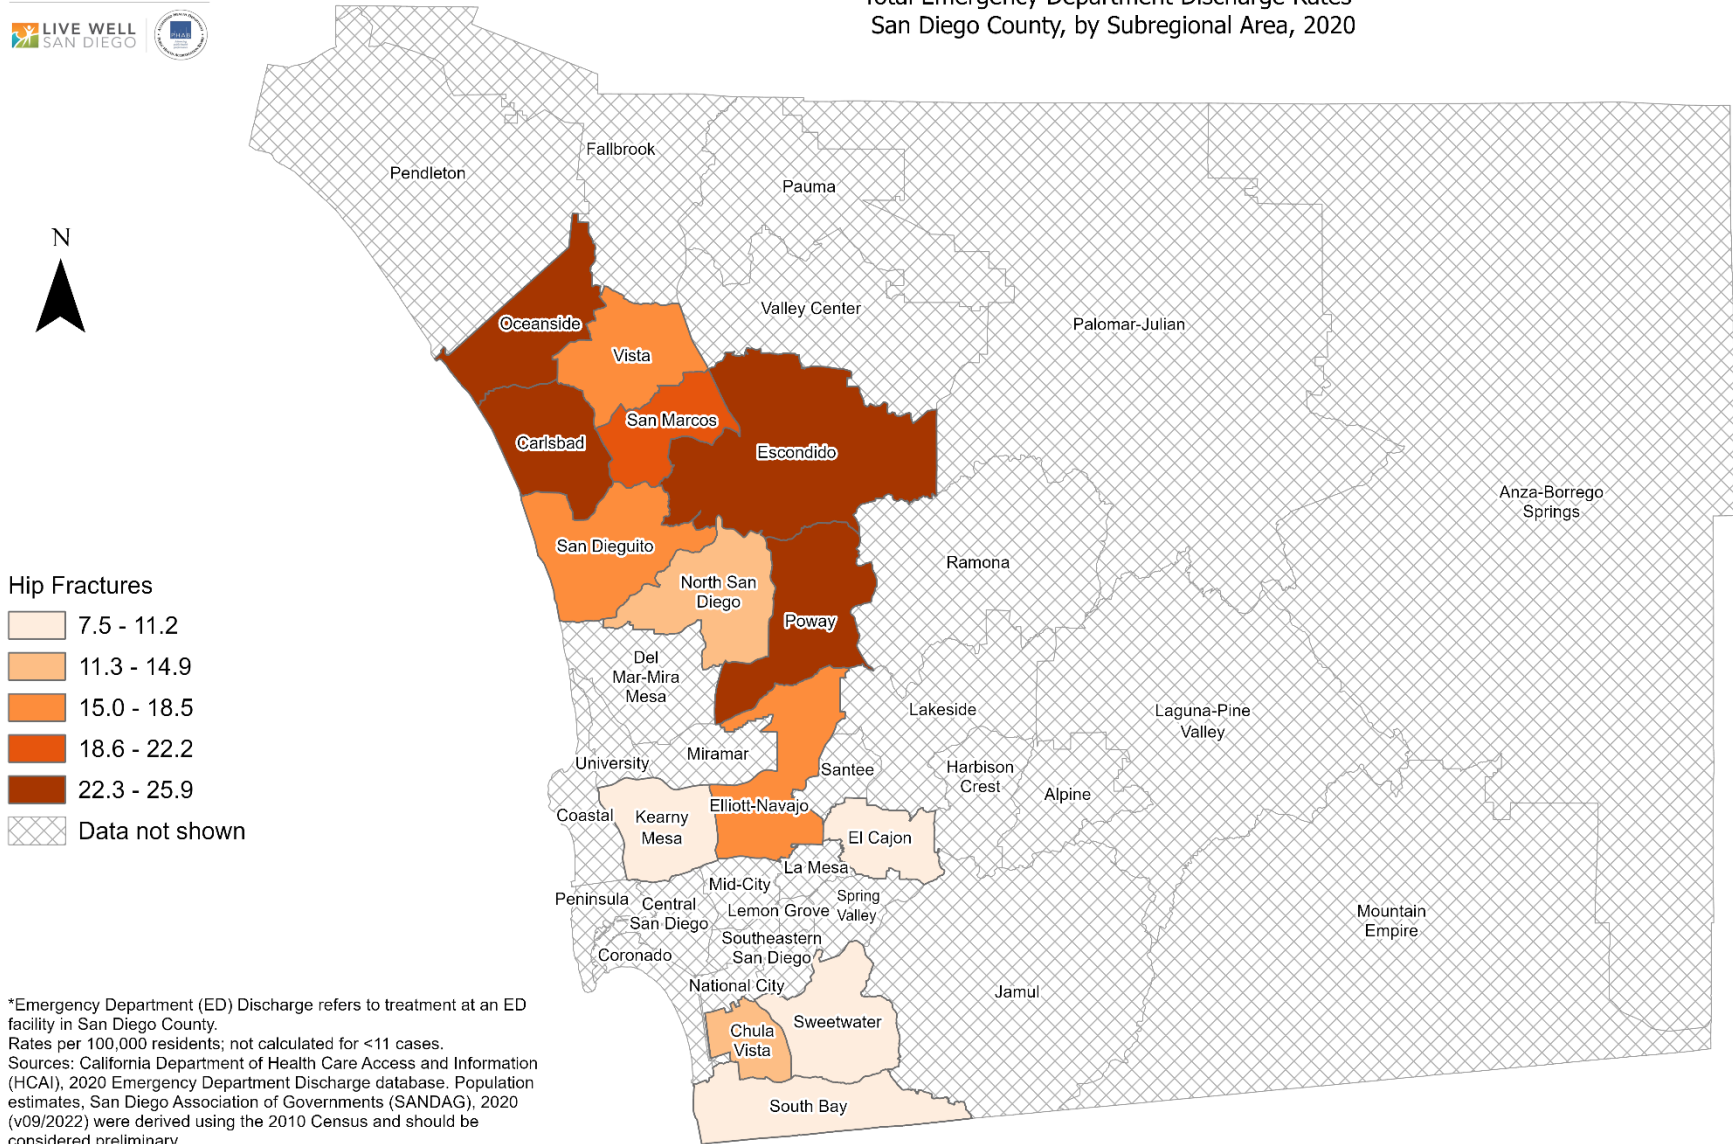 LIVE WELL
SAN DIEGO
PHAB
Total Emergency Department Discharge Rates
San Diego County, by Subregional Area, 2020
Fallbrook
Pendleton
Pauma
N
Valley Center
Oceanside
Palomar-Julian
Vista
San Marcos
Carlsbad
Escondido
Anza-Borrego
Springs
San Dieguito
Ramona
North San
Diego
Poway
Del
Mar-Mira
Mesa
Lakeside
Laguna-Pine
Valley
Miramar
University
Santee
Harbison
Crest
Alpine
Elliott-Navajo
Coastal
Kearny
Mesa
El Cajon
La Mesa
Mid-City
Peninsula
Central
San Diego
Spring
Valley
Lemon Grove
Mountain
Empire
Southeastern
San Diego
Coronado
National City
Jamul
Sweetwater
Chula
Vista
South Bay
Hip Fractures
7.5 - 11.2
11.3 - 14.9
15.0 - 18.5
18.6 - 22.2
22.3 - 25.9
Data not shown
*Emergency Department (ED) Discharge refers to treatment at an ED
facility in San Diego County.
Rates per 100,000 residents; not calculated for <11 cases.
Sources: California Department of Health Care Access and Information
(HCAI), 2020 Emergency Department Discharge database. Population
estimates, San Diego Association of Governments (SANDAG), 2020
(v09/2022) were derived using the 2010 Census and should be
considered preliminary.